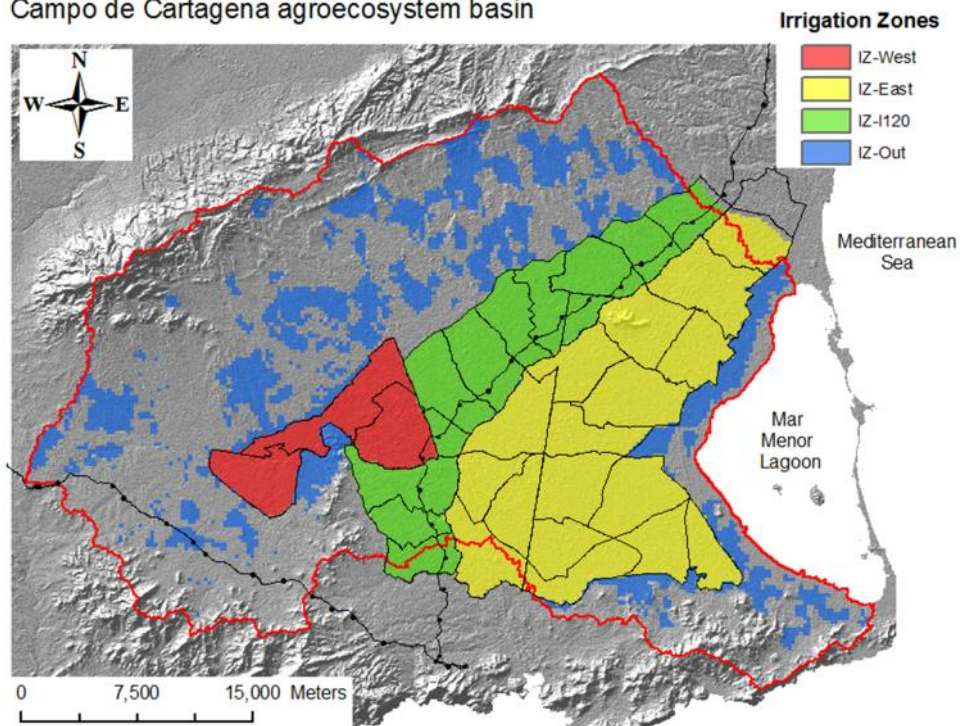 Campo de Cartagena agroecosystem basin
Irrigation Zones
IZ-West
IZ-East
IZ-I120
IZ-Out
N
W E
S
Mediterranean
Sea
Mar
Menor
Lagoon
0 7,500 15,000 Meters